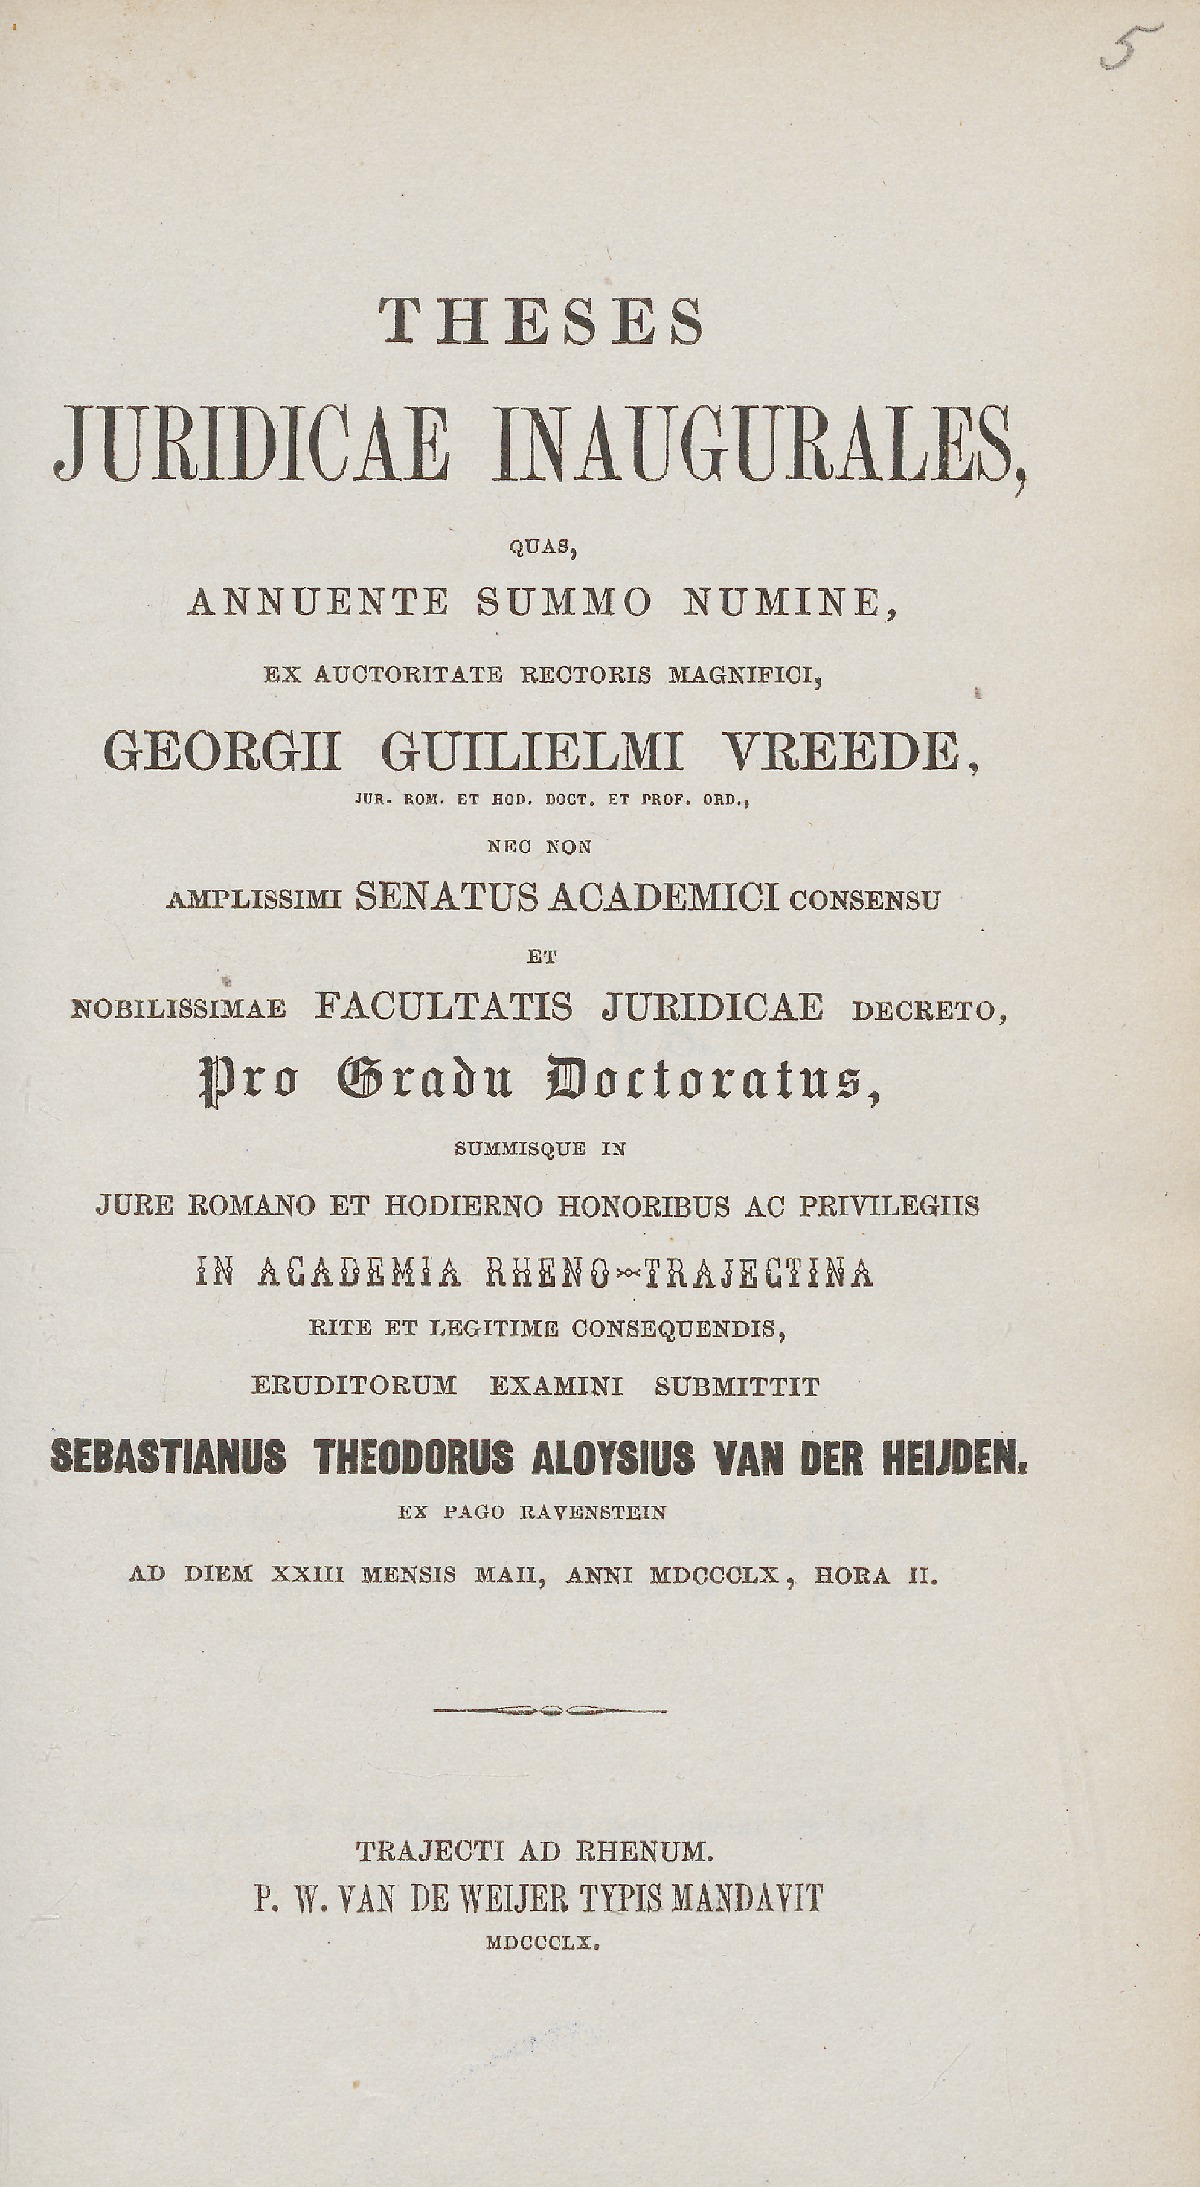 5
THESES
JURIDICAE INAUGURALES,
QUAS,
ANNUENTE SUMMO NUMINE,
EX AUCTORITATE RECTORIS MAGNIFICI,
GEORGII GUILIELMI VREEDE,
JUR. ROM. ET HOD. DOCT. ET PROF. ORD.,
NEC NON
AMPLISSIMI SENATUS ACADEMICI CONSENSU
ET
NOBILISSIMAE FACULTATIS JURIDICAE DECRETO,
Pro Gradu Doctoratus,
SUMMISQUE IN
JURE ROMANO ET HODIERNO HONORIBUS AC PRIVILEGIIS
IN ACADEMIA RHENO-TRAJECTINA
RITE ET LEGITIME CONSEQUENDIS,
ERUDITORUM EXAMINI SUBMITTIT
SEBASTIANUS THEODORUS ALOYSIUS VAN DER HEIJDEN.
EX PAGO RAVENSTEIN
AD DIEM XXIII MENSIS MAII, ANNI MDCCCLX, HORA II.
TRAJECTI AD RHENUM.
P. W. VAN DE WEIJER TYPIS MANDAVIT
MDCCCLX.